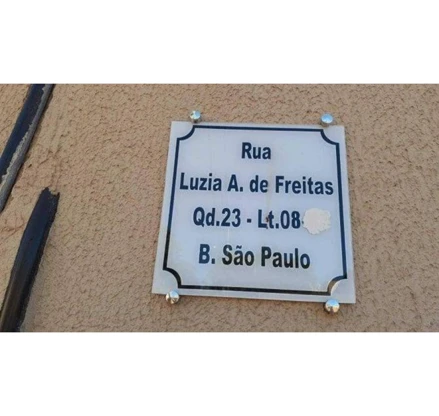 Rua
Luzia A. de Freitas
Qd.23 - Lt.08
B. São Paulo